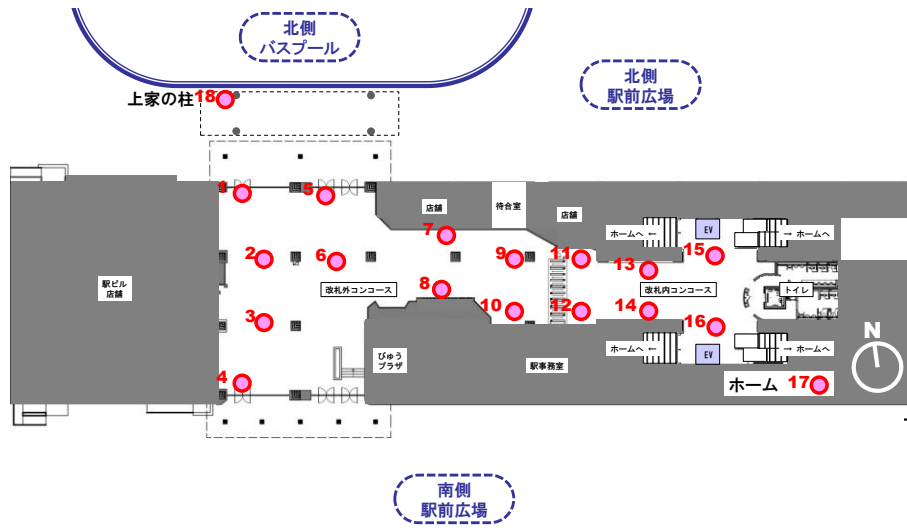 北側
バスプール
北側
駅前広場
上家の柱
18
1
5
店舗
待合室
店舗
7
ホームへ ←
EV
→ ホームへ
2
6
9
11
13
15
駅ビル
店舗
改札外コンコース
8
改札内コンコース
トイレ
3
10
12
14
16
N
びゅう
プラザ
駅事務室
ホームへ ←
EV
→ ホームへ
4
ホーム
17
南側
駅前広場